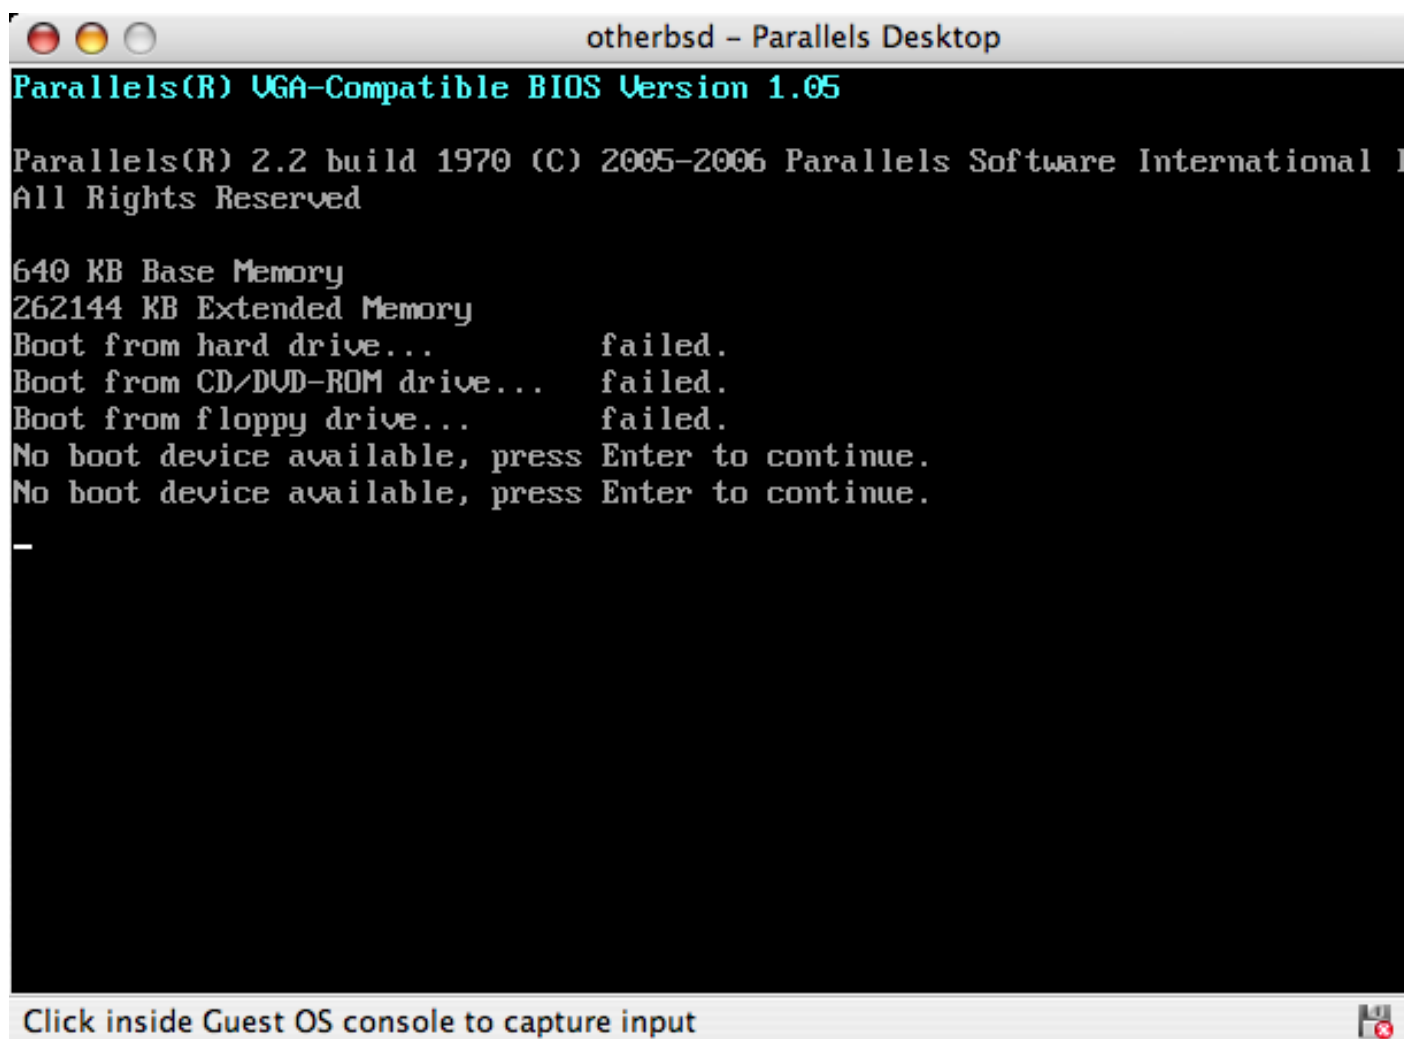 otherbsd – Parallels Desktop
Parallels(R) VGA-Compatible BIOS Version 1.05
Parallels(R) 2.2 build 1970 (C) 2005-2006 Parallels Software International
All Rights Reserved
640 KB Base Memory
262144 KB Extended Memory
Boot from hard drive... failed.
Boot from CD/DVD-ROM drive... failed.
Boot from floppy drive... failed.
No boot device available, press Enter to continue.
No boot device available, press Enter to continue.
Click inside Guest OS console to capture input